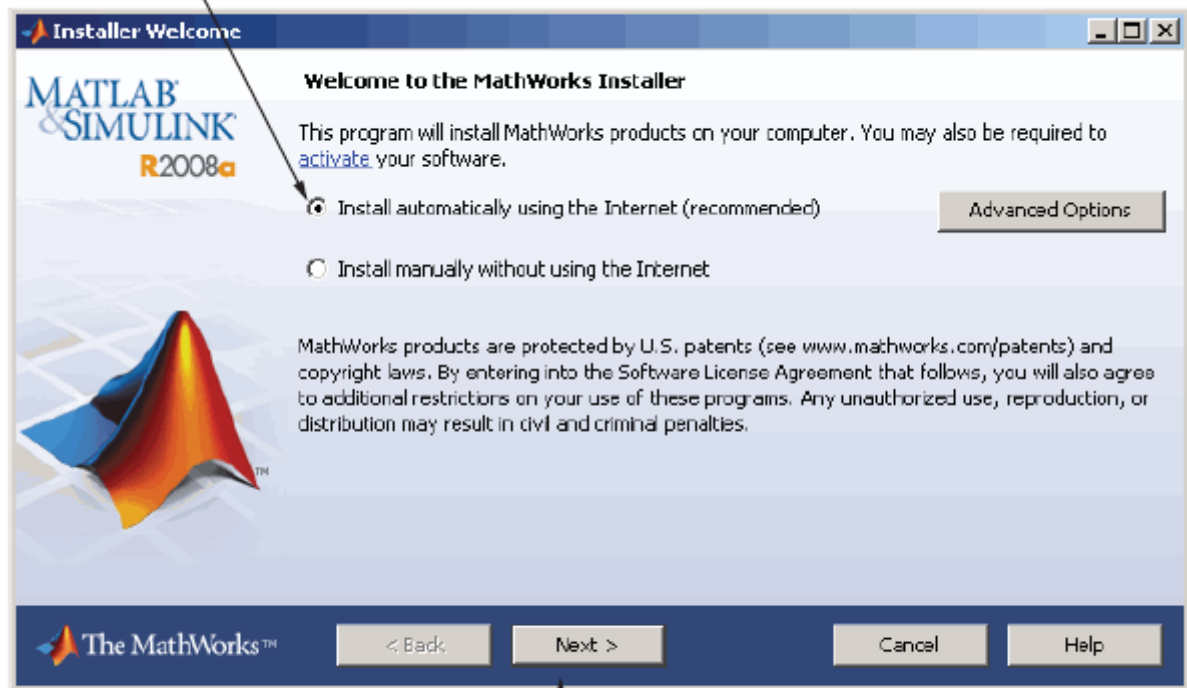 Installer Welcome
MATLAB
&SIMULINK
R2008a
Welcome to the MathWorks Installer
This program will install MathWorks products on your computer. You may also be required to
activate your software.
Install automatically using the Internet (recommended)
Advanced Options
Install manually without using the Internet
MathWorks products are protected by U.S. patents (see www.mathworks.com/patents) and
copyright laws. By entering into the Software License Agreement that follows, you will also agree
to additional restrictions on your use of these programs. Any unauthorized use, reproduction, or
distribution may result in civil and criminal penalties.
TM
The MathWorks™
< Back
Next >
Cancel
Help